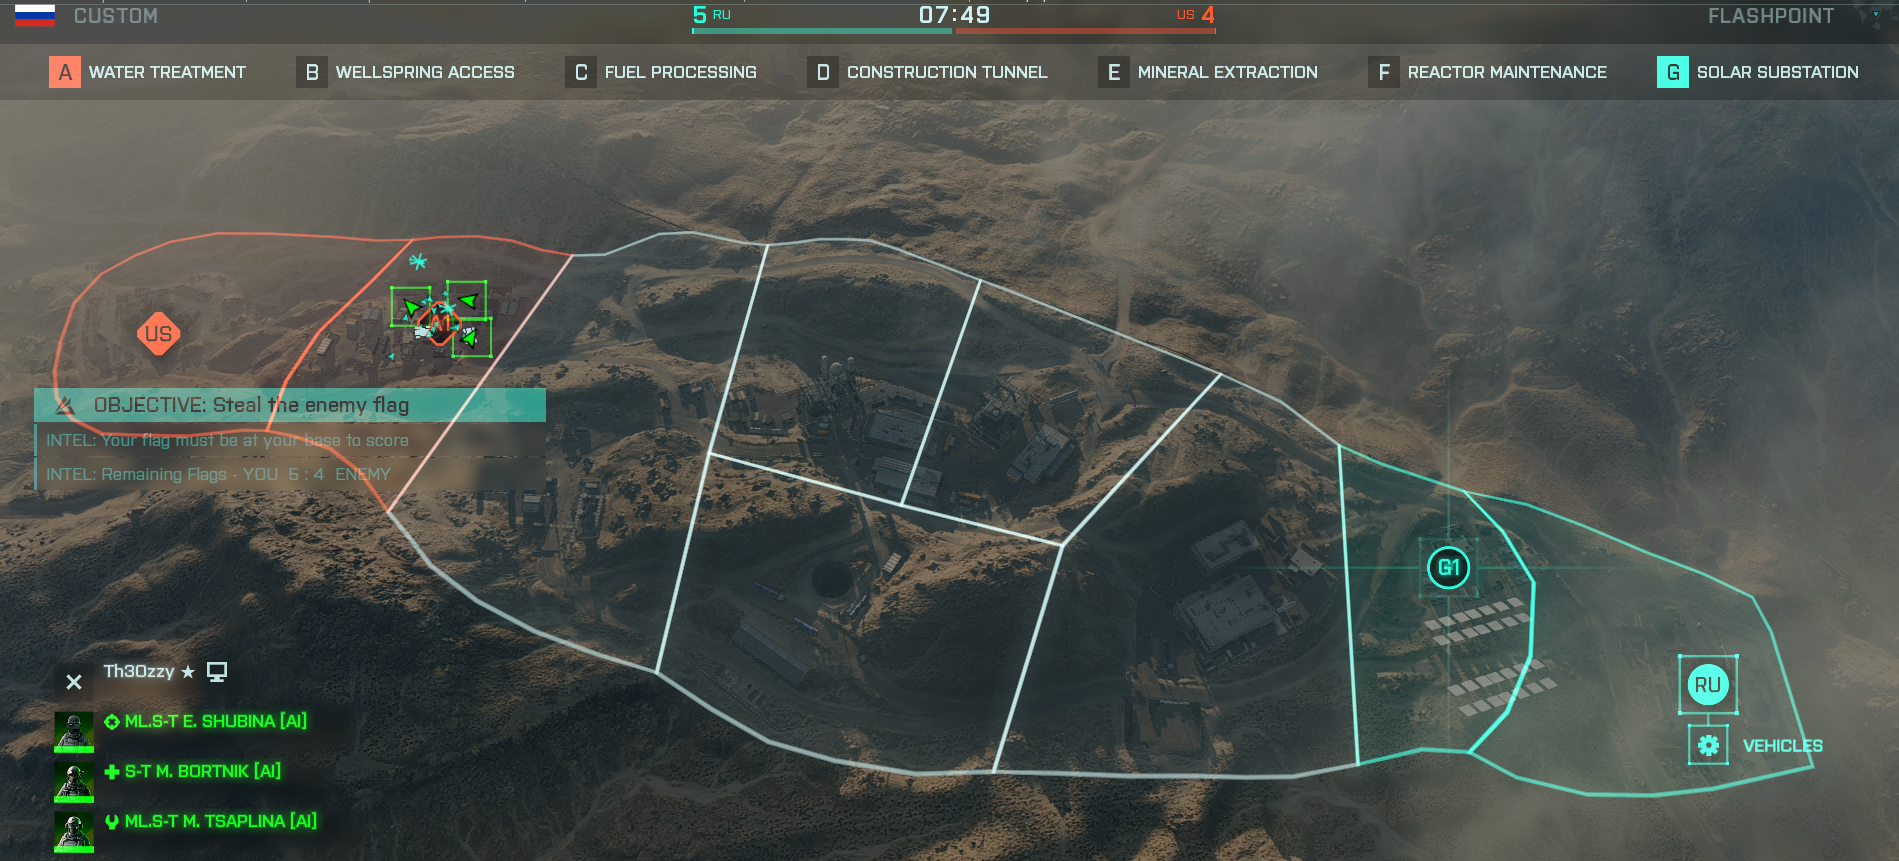 CUSTOM
5 RU 07:49 US 4
FLASHPOINT
A WATER TREATMENT
B WELLSPRING ACCESS
C FUEL PROCESSING
D CONSTRUCTION TUNNEL
E MINERAL EXTRACTION
F REACTOR MAINTENANCE
G SOLAR SUBSTATION
A1
US
OBJECTIVE: Steal the enemy flag
INTEL: Your flag must be at your base to score
INTEL: Remaining Flags - YOU 5 : 4 ENEMY
G1
RU
VEHICLES
Th3Ozzy
ML.S-T E. SHUBINA [AI]
S-T M. BORTNIK [AI]
ML.S-T M. TSAPLINA [AI]